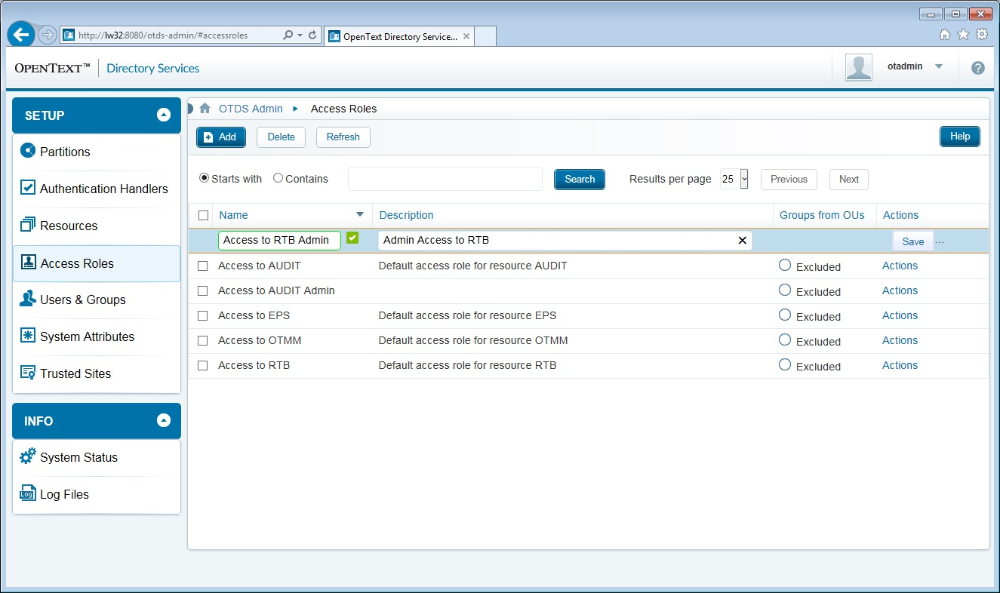 http://lw32:8080/otds-admin/#accessroles
OpenText Directory Service...
OPENTEXT™ Directory Services
otadmin
?
SETUP
Partitions
Authentication Handlers
Resources
Access Roles
Users & Groups
System Attributes
Trusted Sites
INFO
System Status
Log Files
Log
OTDS Admin Access Roles
Add Delete Refresh Help
Starts with Contains Search Results per page 25 Previous Next
Name Description Groups from OUs Actions
Access to RTB Admin Admin Access to RTB Save ...
Access to AUDIT Default access role for resource AUDIT Excluded Actions
Access to AUDIT Admin Excluded Actions
Access to EPS Default access role for resource EPS Excluded Actions
Access to OTMM Default access role for resource OTMM Excluded Actions
Access to RTB Default access role for resource RTB Excluded Actions